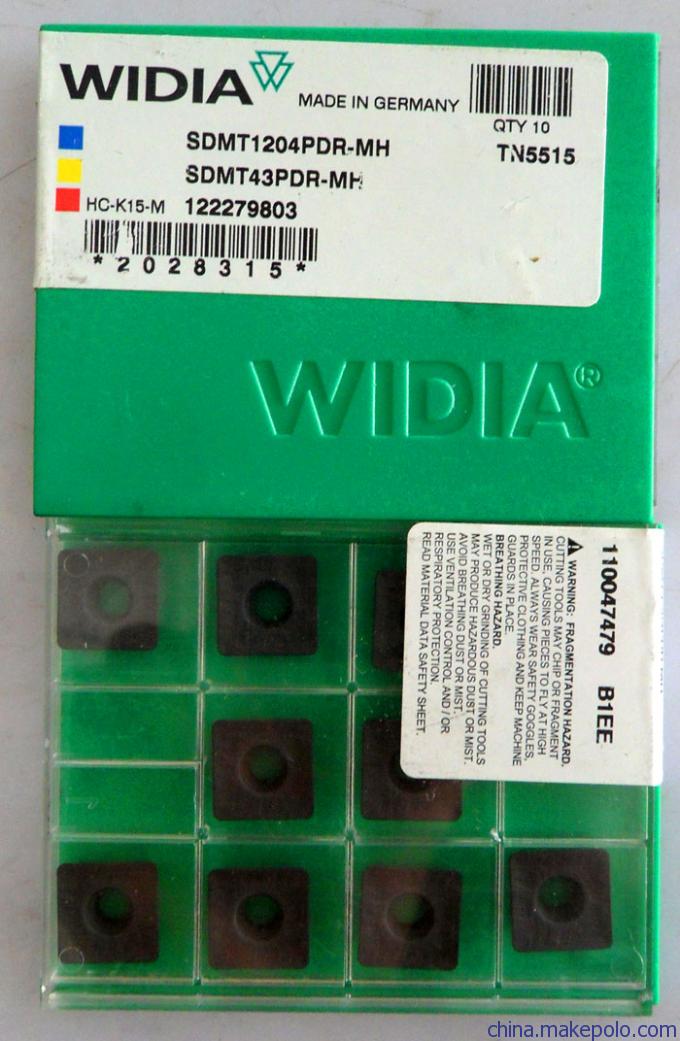 WIDIA
MADE IN GERMANY
QTY 10
SDMT1204PDR-MH
TN5515
SDMT43PDR-MH
HC-K15-M 122279803
*2028315*
WIDIA®
110047479 B1EE
WARNING: FRAGMENTATION HAZARD.
CUTTING TOOLS MAY CHIP OR FRAGMENT
IN USE, CAUSING PIECES TO FLY AT HIGH
SPEED. ALWAYS WEAR SAFETY GOGGLES,
PROTECTIVE CLOTHING AND KEEP MACHINE
GUARDS IN PLACE.
BREATHING HAZARD.
WET OR DRY GRINDING OF CUTTING TOOLS
MAY PRODUCE HAZARDOUS DUST OR MIST.
AVOID BREATHING DUST OR MIST.
USE VENTILATION CONTROL AND / OR
RESPIRATORY PROTECTION.
READ MATERIAL DATA SAFETY SHEET.
china.makepolo.com